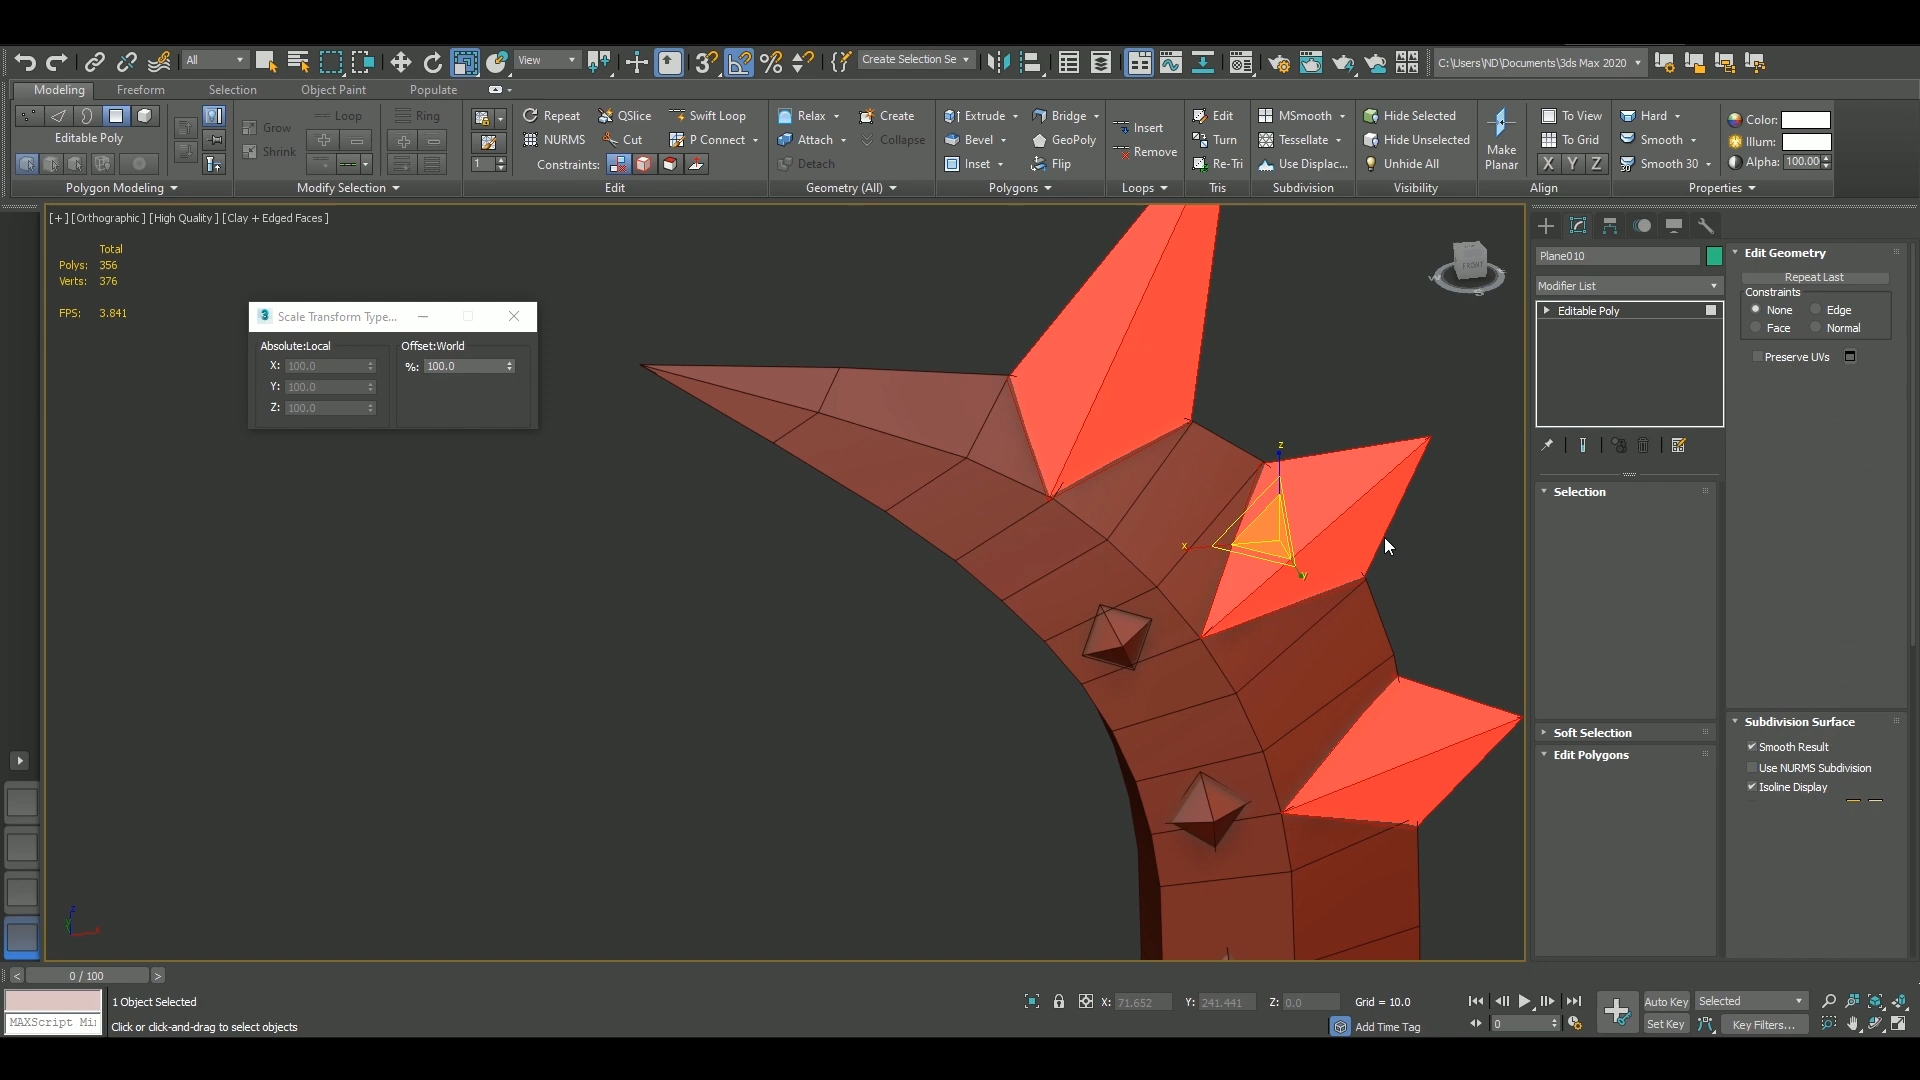 All
View
Create Selection Se
C:\Users\ND\Documents\3ds Max 2020
Modeling Freeform Selection Object Paint Populate
Editable Poly
Grow
Shrink
Loop
Ring
1
Repeat QSlice Swift Loop
NURMS Cut P Connect
Constraints:
Relax Create
Attach Collapse
Detach
Extrude Bridge
Bevel GeoPoly
Inset Flip
Insert
Remove
Edit
Turn
Re-Tri
MSmooth
Tessellate
Use Displac...
Hide Selected
Hide Unselected
Unhide All
Make
Planar
To View
To Grid
X Y Z
Hard
Smooth
Smooth 30
Color:
Illum:
Alpha: 100.00
Polygon Modeling Modify Selection Edit Geometry (All) Polygons Loops Tris Subdivision Visibility Align Properties
[+] [Orthographic] [High Quality] [Clay + Edged Faces]
Total
Polys: 356
Verts: 376
FPS: 3.841
3 Scale Transform Type...
Absolute:Local Offset:World
X: 100.0 %: 100.0
Y: 100.0
Z: 100.0
z
x
y
FRONT
W
S
Plane010
Modifier List
Editable Poly
Selection
Soft Selection
Edit Polygons
Edit Geometry
Repeat Last
Constraints
None Edge
Face Normal
Preserve UVs
Subdivision Surface
Smooth Result
Use NURMS Subdivision
Isoline Display
< 0 / 100 >
1 Object Selected
MAXScript Mi
Click or click-and-drag to select objects
X: 71.652 Y: 241.441 Z: 0.0 Grid = 10.0
Add Time Tag
0
Auto Key Selected
Set Key Key Filters...